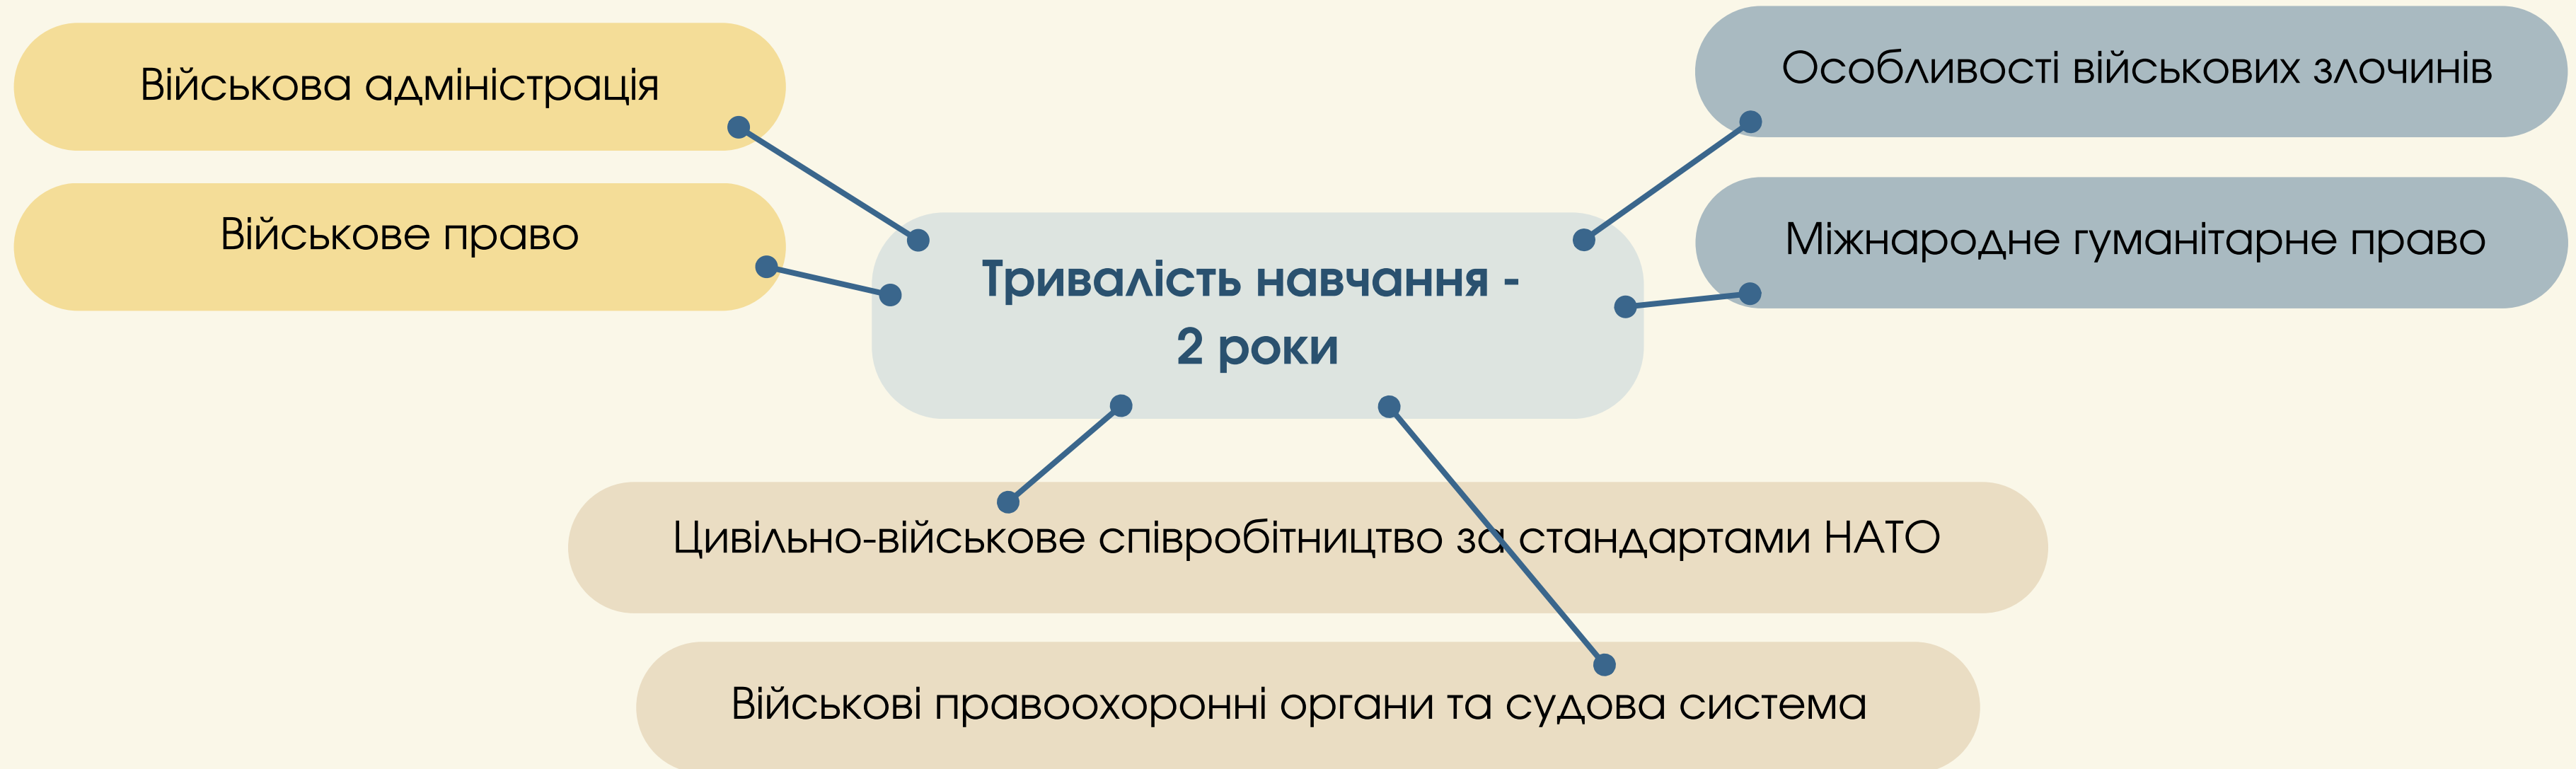 Військова адміністрація
Військове право
Особливості військових злочинів
Міжнародне гуманітарне право
Тривалість навчання -
2 роки
Цивільно-військове співробітництво за стандартами НАТО
Військові правоохоронні органи та судова система